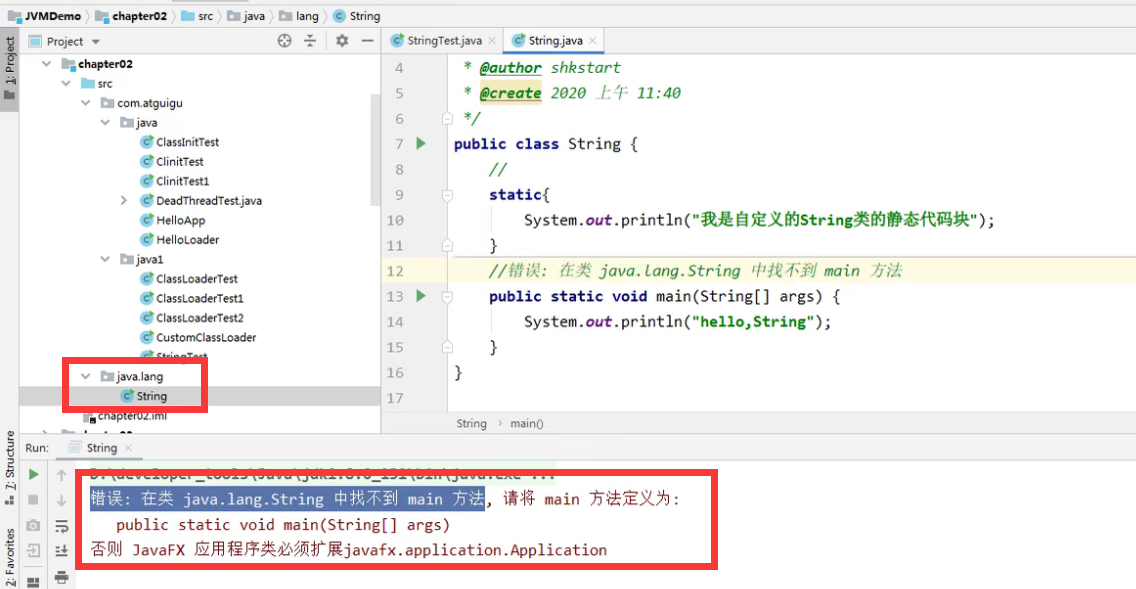 JVMDemo chapter02 src java lang String
1: Project
Project
StringTest.java
String.java
chapter02
src
com.atguigu
java
ClassInitTest
ClinitTest
ClinitTest1
DeadThreadTest.java
HelloApp
HelloLoader
java1
ClassLoaderTest
ClassLoaderTest1
ClassLoaderTest2
CustomClassLoader
StringTest
java.lang
String
chapter02.iml
4 * @author shkstart
5 * @create 2020 上午 11:40
6 */
7 public class String {
8 //
9 static{
10 System.out.println("我是自定义的String类的静态代码块");
11 }
12 //错误: 在类 java.lang.String 中找不到 main 方法
13 public static void main(String[] args) {
14 System.out.println("hello,String");
15 }
16 }
17
String main()
7: Structure
2: Favorites
Run: String
错误: 在类 java.lang.String 中找不到 main 方法, 请将 main 方法定义为:
public static void main(String[] args)
否则 JavaFX 应用程序类必须扩展javafx.application.Application